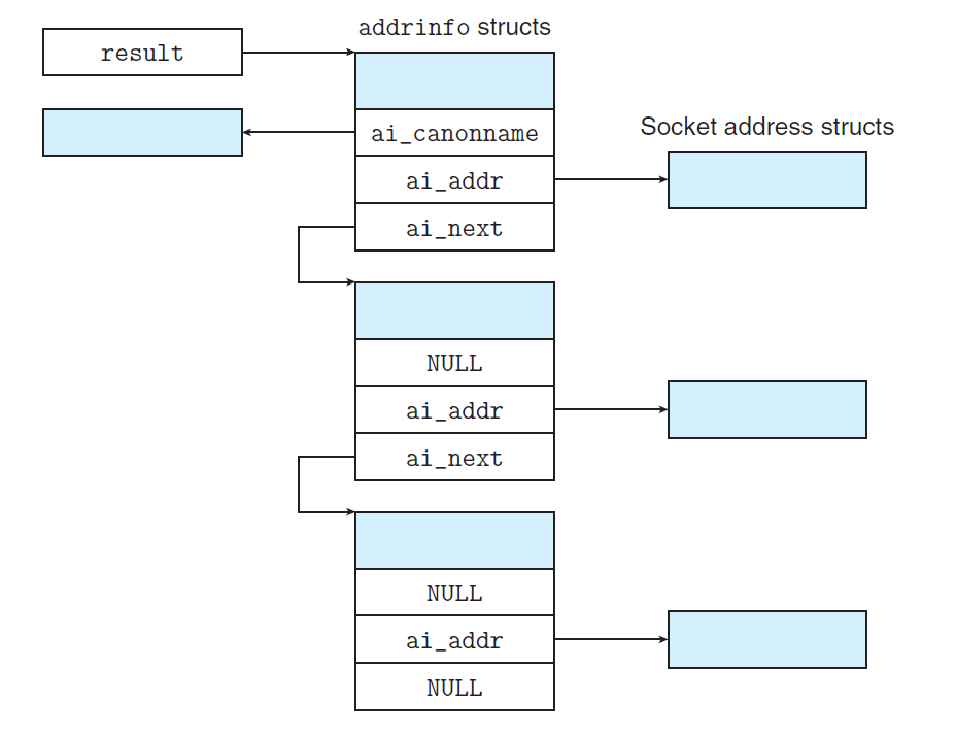 addrinfo structs
result
ai_canonname
Socket address structs
ai_addr
ai_next
NULL
ai_addr
ai_next
NULL
ai_addr
NULL